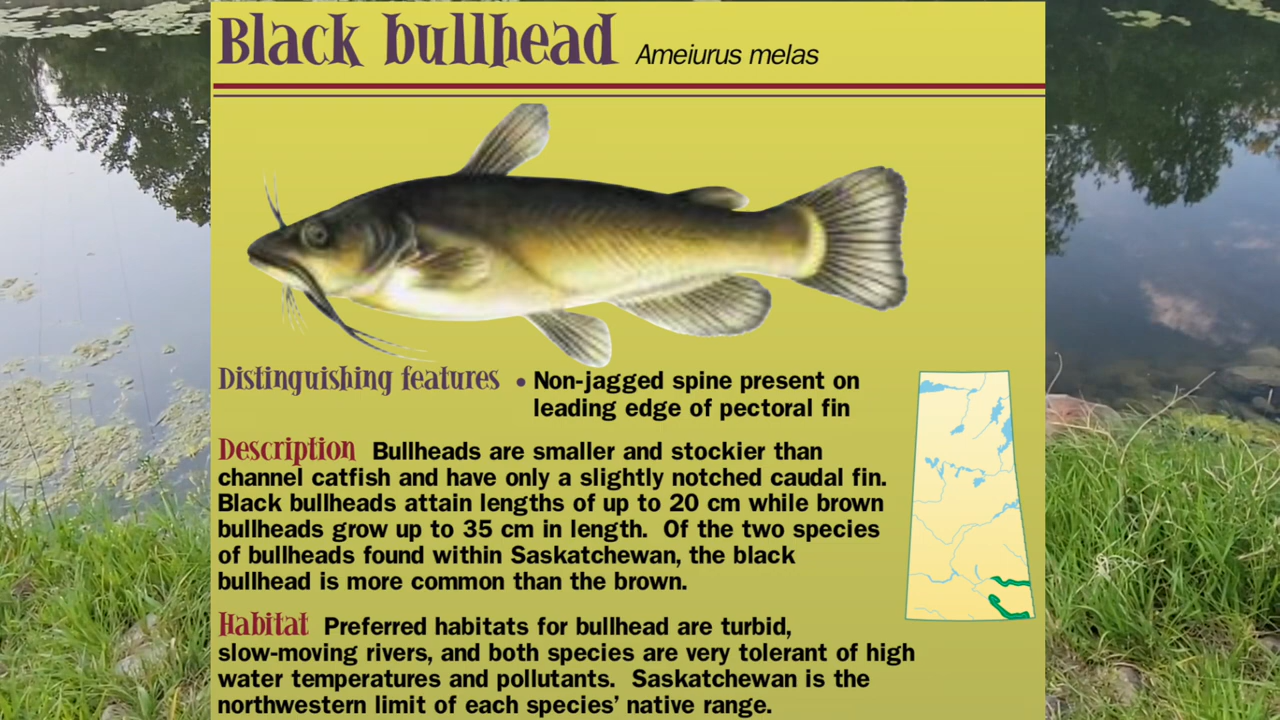 Black bullhead Ameiurus melas
Distinguishing features • Non-jagged spine present on
leading edge of pectoral fin
Description Bullheads are smaller and stockier than
channel catfish and have only a slightly notched caudal fin.
Black bullheads attain lengths of up to 20 cm while brown
bullheads grow up to 35 cm in length. Of the two species
of bullheads found within Saskatchewan, the black
bullhead is more common than the brown.
Habitat Preferred habitats for bullhead are turbid,
slow-moving rivers, and both species are very tolerant of high
water temperatures and pollutants. Saskatchewan is the
northwestern limit of each species' native range.